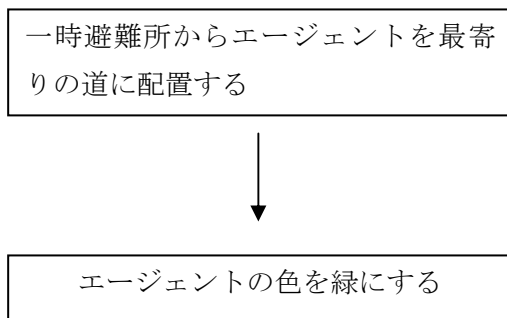 一時避難所からエージェントを最寄
りの道に配置する
エージェントの色を緑にする